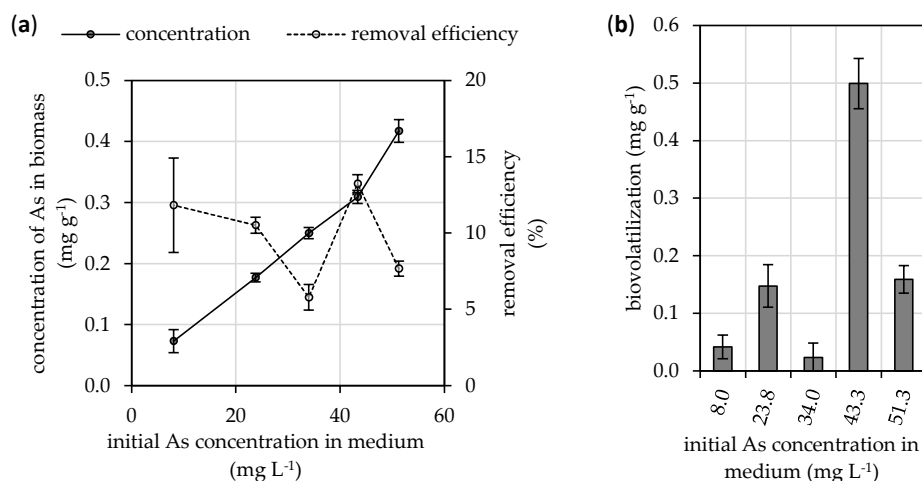 (a)
concentration
removal efficiency
concentration of As in biomass
(mg g-1)
0.5
0.4
0.3
0.2
0.1
0.0
20
15
10
5
0
removal efficiency
(%)
0
20
40
60
initial As concentration in medium
(mg L-1)
(b)
biovolatilization (mg g-1)
0.6
0.5
0.4
0.3
0.2
0.1
0.0
8.0
23.8
34.0
43.3
51.3
initial As concentration in
medium (mg L-1)